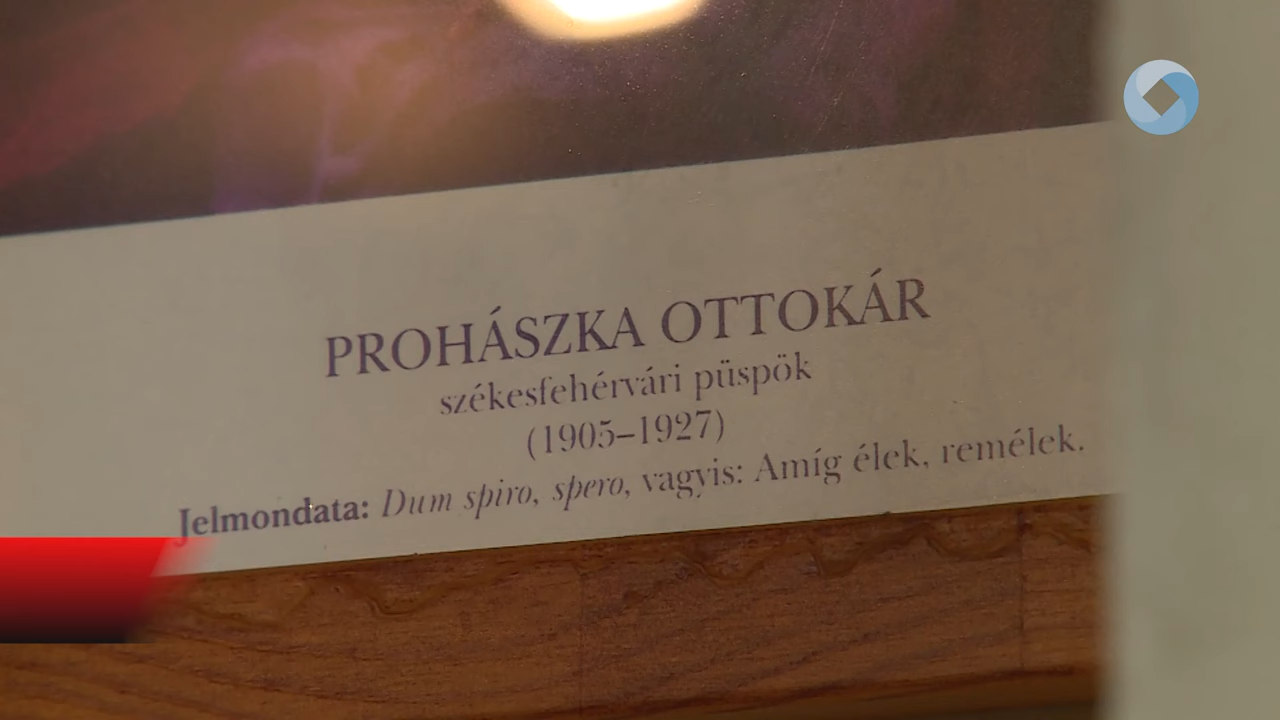 PROHÁSZKA OTTOKÁR
székesfehérvári püspök
(1905–1927)
Jelmondata: Dum spiro, spero, vagyis: Amíg élek, remélek.